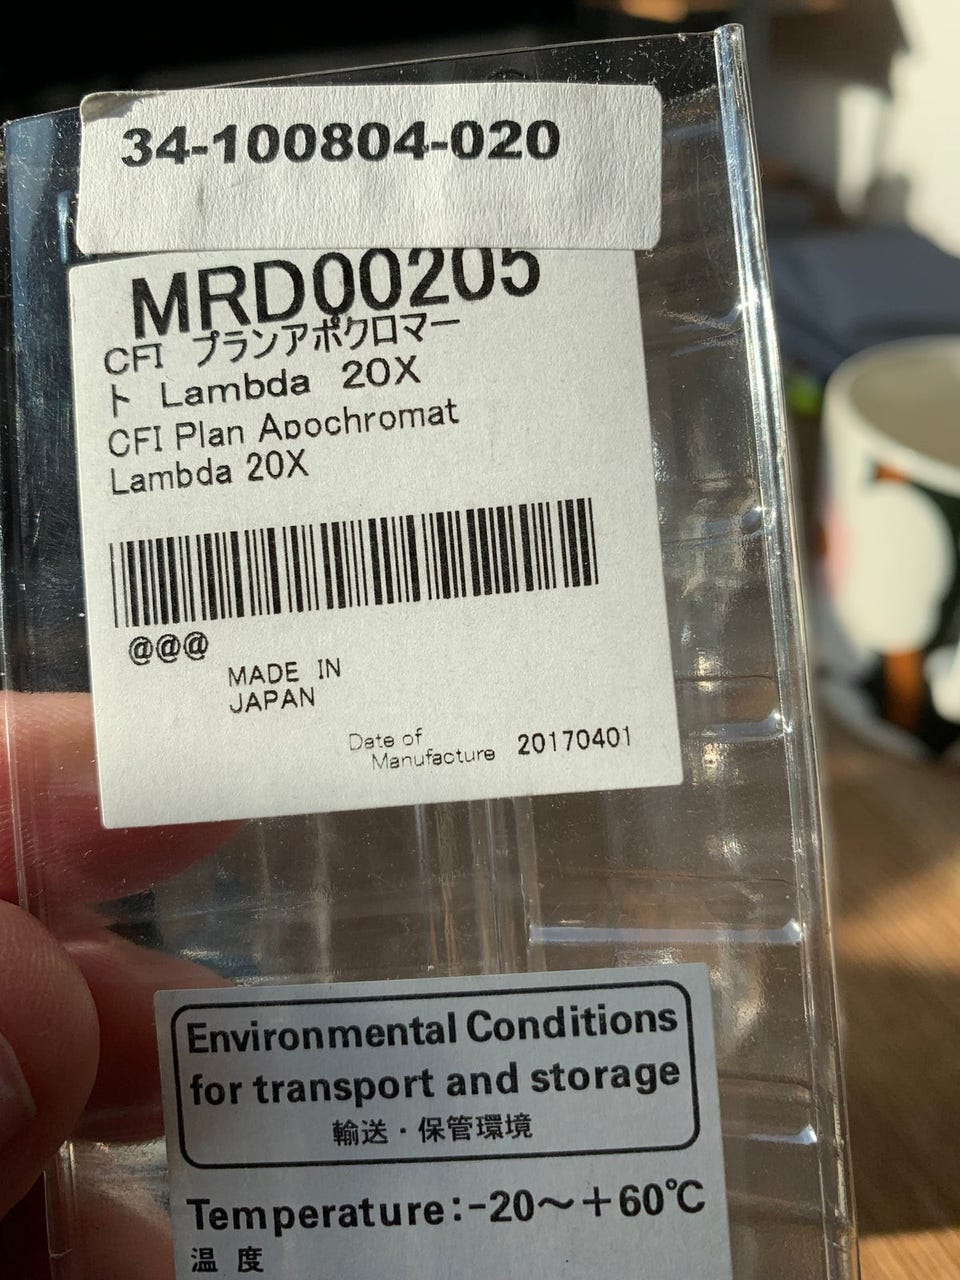 34-100804-020
MRD00205
CFI プランアポクロマー
ト Lambda 20X
CFI Plan Apochromat
Lambda 20X
@@@
MADE IN
JAPAN
Date of
Manufacture 20170401
Environmental Conditions
for transport and storage
輸送・保管環境
Temperature:-20～+60℃
温 度